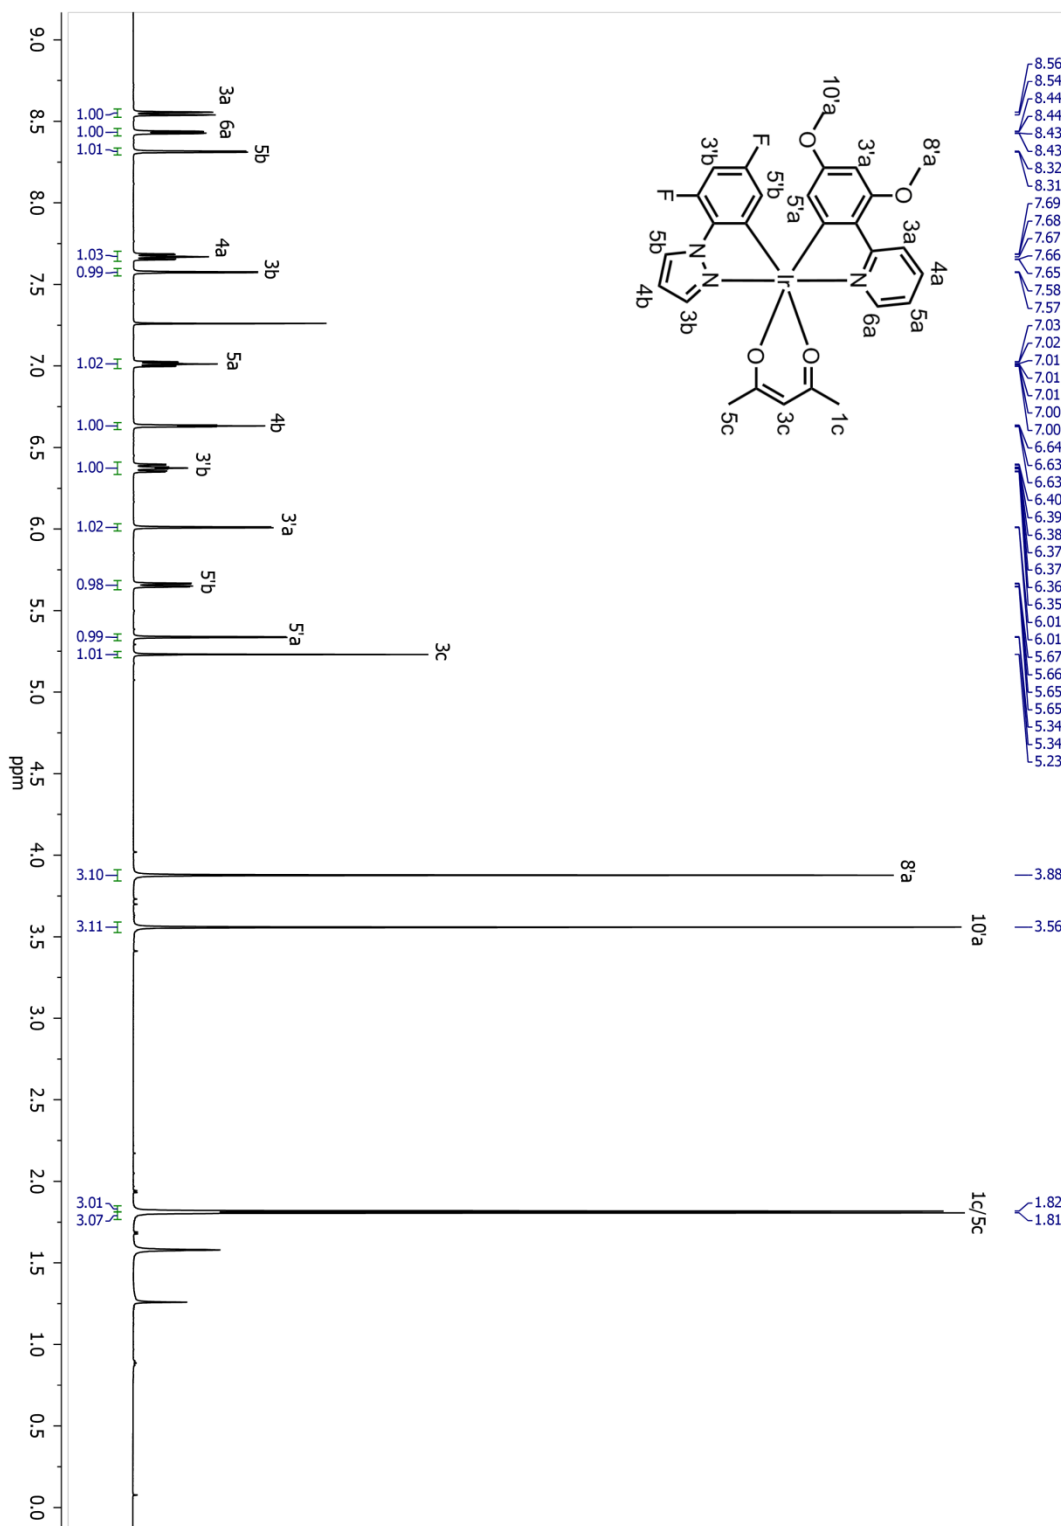 8.56
8.54
8.44
8.44
8.43
8.43
8.32
8.31
7.69
7.68
7.67
7.66
7.65
7.58
7.57
7.03
7.02
7.01
7.01
7.01
7.00
7.00
6.64
6.63
6.63
6.40
6.39
6.38
6.37
6.37
6.36
6.35
6.01
6.01
5.67
5.66
5.65
5.65
5.34
5.34
5.23
3.88
3.56
1.82
1.81
10'a
O
3'a
8'a
O
5'a
3a
4a
5a
6a
N
F
F
3'b
5'b
5b
4b
3b
N
N
Ir
O
O
1c
3c
5c
3a
6a
5b
4a
3b
5a
4b
3'b
3'a
5'b
5'a
3c
8'a
10'a
1c/5c
1.00
1.00
1.01
1.03
0.99
1.02
1.00
1.00
1.02
0.98
0.99
1.01
3.10
3.11
3.01
3.07
9.0
8.5
8.0
7.5
7.0
6.5
6.0
5.5
5.0
4.5
4.0
3.5
3.0
2.5
2.0
1.5
1.0
0.5
0.0
ppm